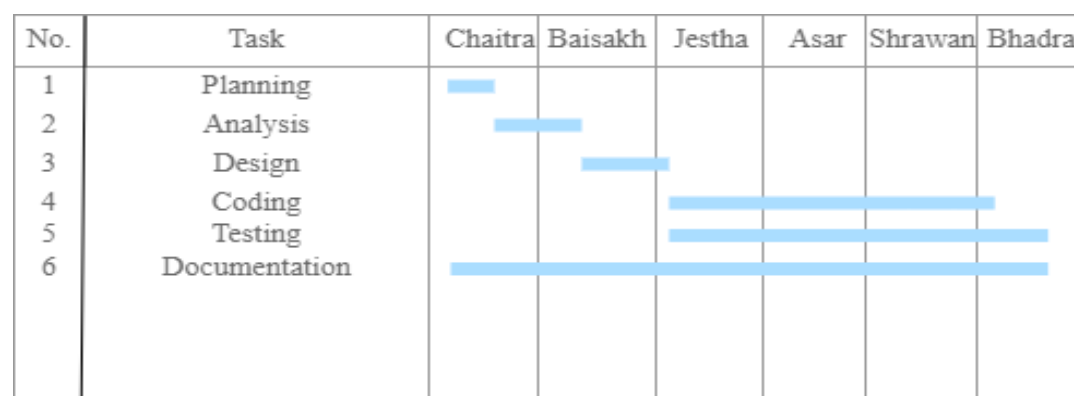 No. Task Chaitra Baisakh Jestha Asar Shrawan Bhadra
1 Planning
2 Analysis
3 Design
4 Coding
5 Testing
6 Documentation